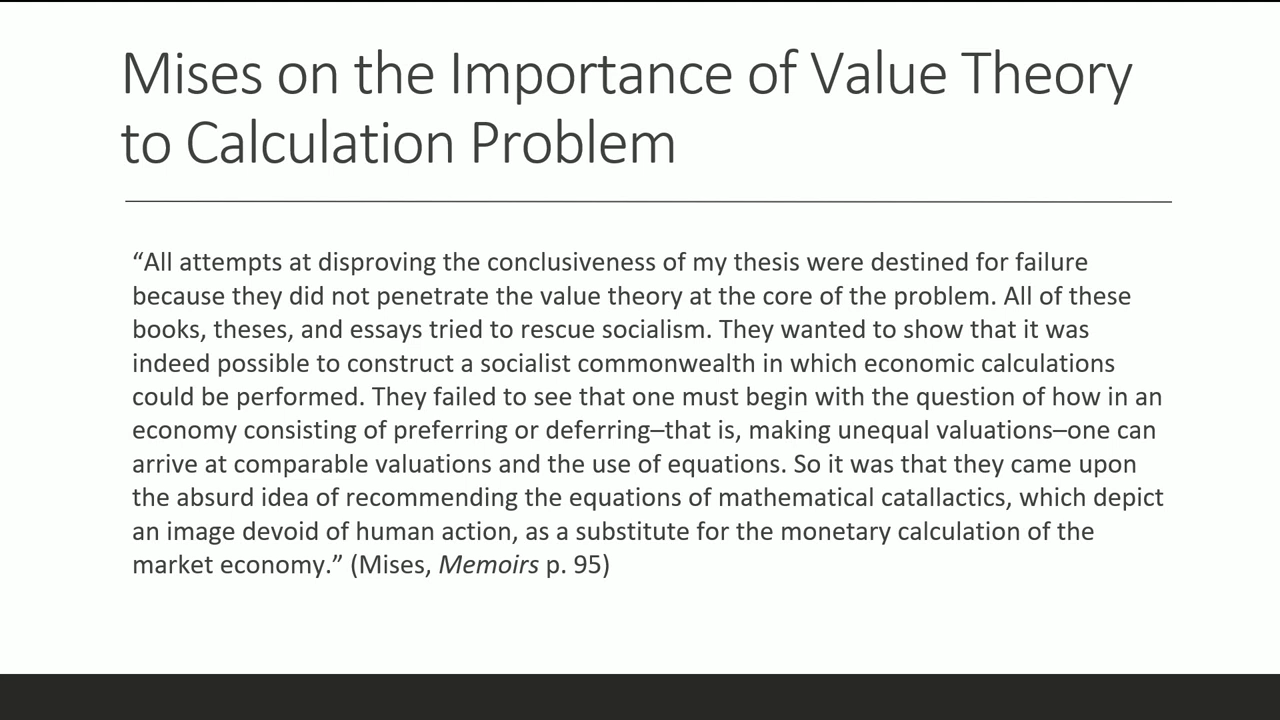 Mises on the Importance of Value Theory
to Calculation Problem
“All attempts at disproving the conclusiveness of my thesis were destined for failure
because they did not penetrate the value theory at the core of the problem. All of these
books, theses, and essays tried to rescue socialism. They wanted to show that it was
indeed possible to construct a socialist commonwealth in which economic calculations
could be performed. They failed to see that one must begin with the question of how in an
economy consisting of preferring or deferring–that is, making unequal valuations–one can
arrive at comparable valuations and the use of equations. So it was that they came upon
the absurd idea of recommending the equations of mathematical catallactics, which depict
an image devoid of human action, as a substitute for the monetary calculation of the
market economy.” (Mises, Memoirs p. 95)